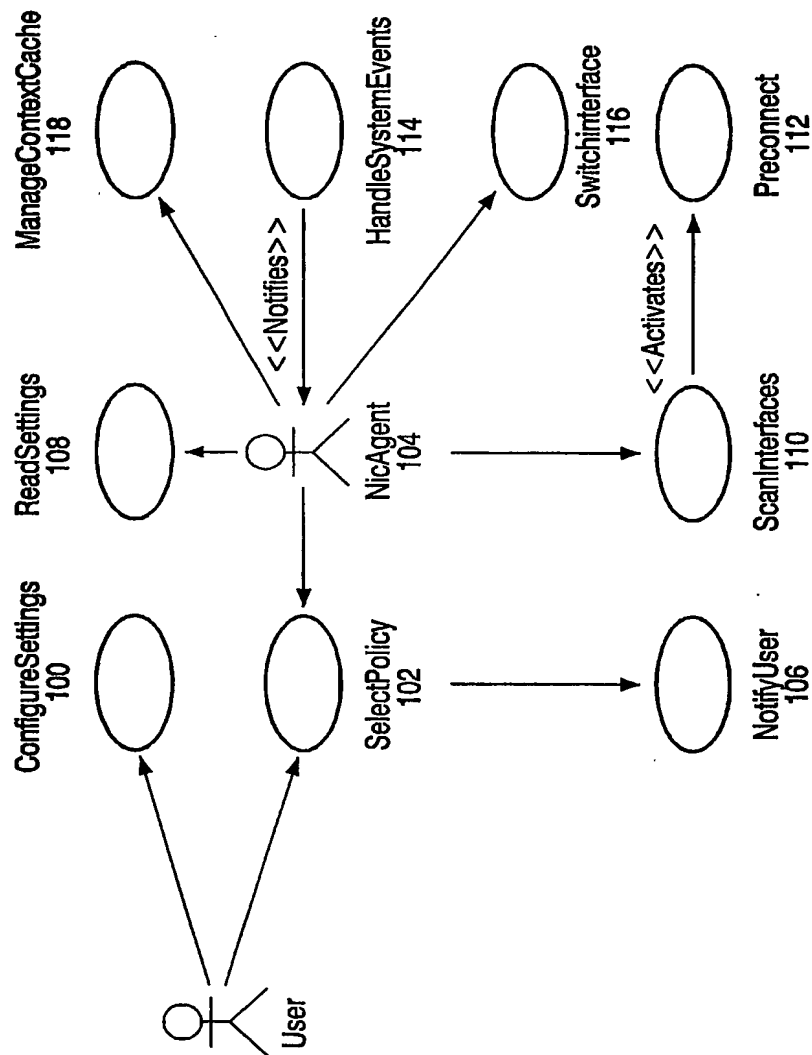 User
ConfigureSettings
100
SelectPolicy
102
NotifyUser
106
ReadSettings
108
NicAgent
104
ScanInterfaces
110
ManageContextCache
118
<<Notifies>>
HandleSystemEvents
114
Switchinterface
116
<<Activates>>
Preconnect
112